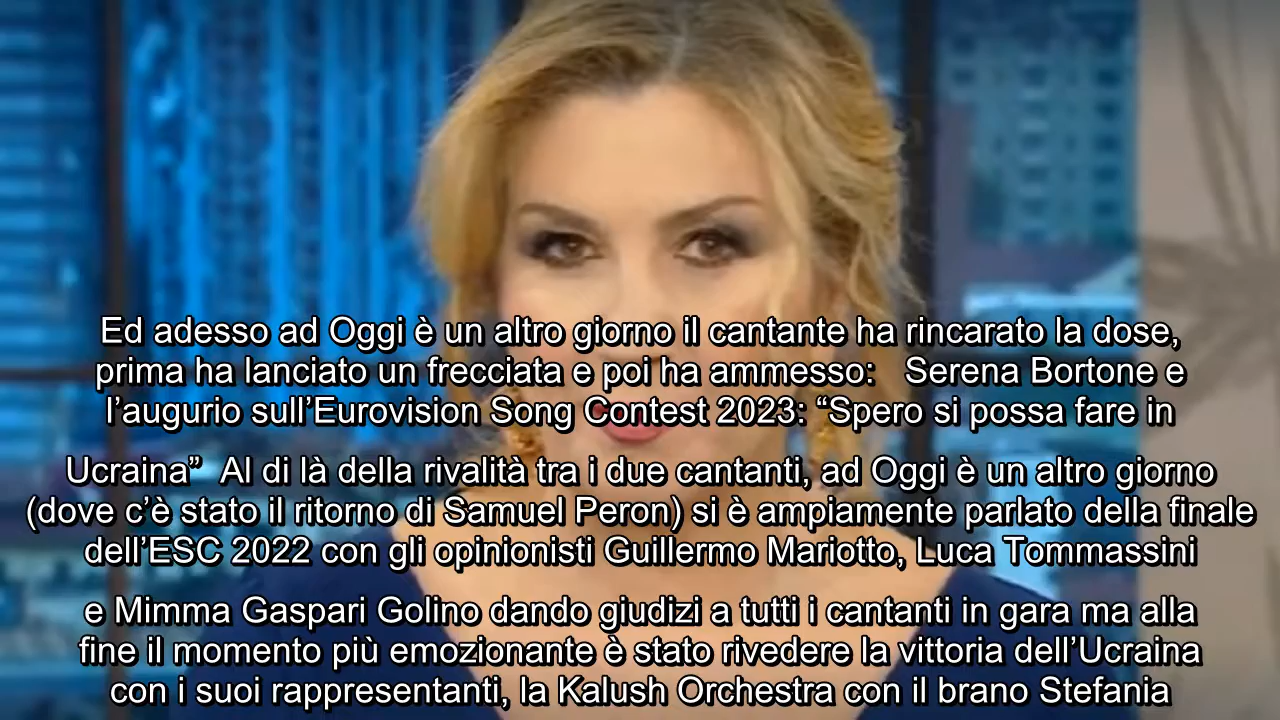 Ed adesso ad Oggi è un altro giorno il cantante ha rincarato la dose,
prima ha lanciato un frecciata e poi ha ammesso:   Serena Bortone e
l’augurio sull’Eurovision Song Contest 2023: “Spero si possa fare in
Ucraina”  Al di là della rivalità tra i due cantanti, ad Oggi è un altro giorno
(dove c’è stato il ritorno di Samuel Peron) si è ampiamente parlato della finale
dell’ESC 2022 con gli opinionisti Guillermo Mariotto, Luca Tommassini
e Mimma Gaspari Golino dando giudizi a tutti i cantanti in gara ma alla
fine il momento più emozionante è stato rivedere la vittoria dell’Ucraina
con i suoi rappresentanti, la Kalush Orchestra con il brano Stefania